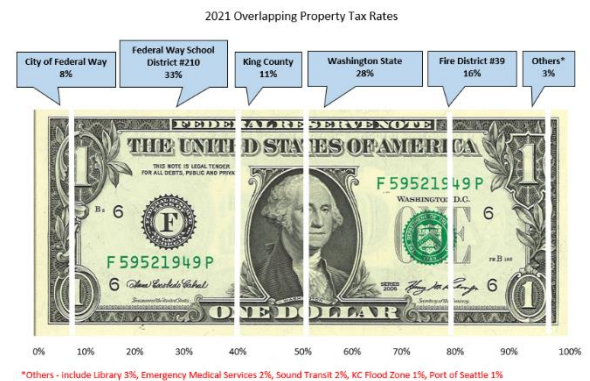 2021 Overlapping Property Tax Rates
City of Federal Way
8%
Federal Way School
District #210
33%
King County
11%
Washington State
28%
Fire District #39
16%
Others*
3%
FEDERAL RESERVE NOTE
THE UNITED STATES OF AMERICA
THIS NOTE IS LEGAL TENDER
FOR ALL DEBTS, PUBLIC AND PRIVA
F 59521949 P
WASHINGTON, D.C.
1
1
6
6
F
ONE
F 59521949 P
6
6
SERIES
1
1
ONE DOLLAR
0%
10%
20%
30%
40%
50%
60%
70%
80%
90%
100%
*Others - include Library 3%, Emergency Medical Services 2%, Sound Transit 2%, KC Flood Zone 1%, Port of Seattle 1%